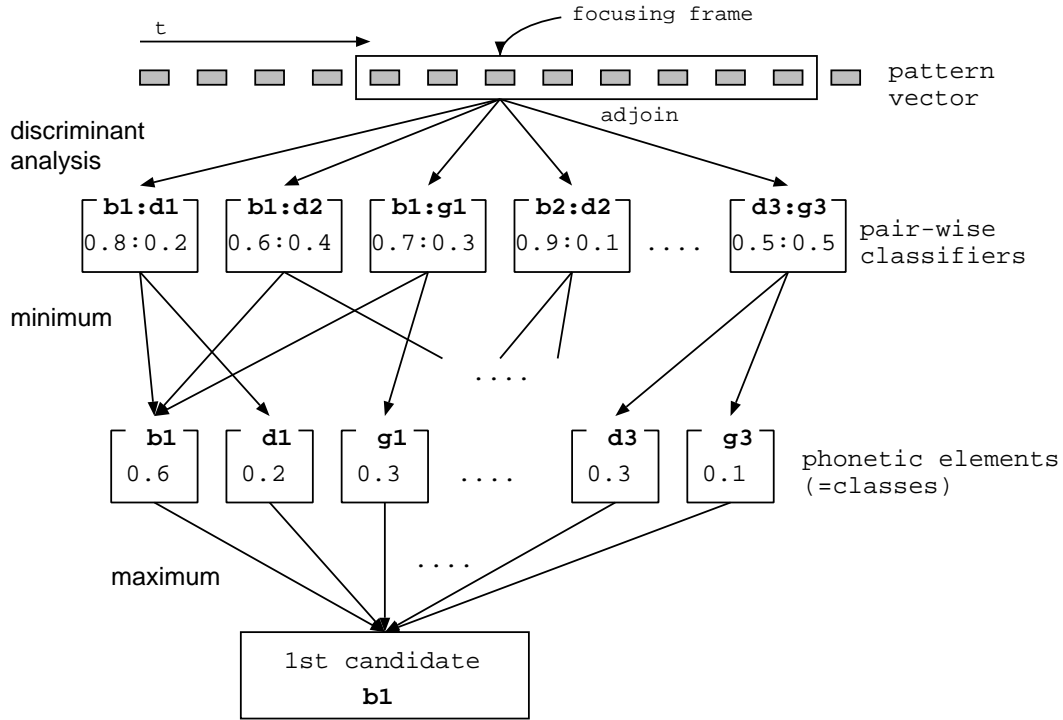 focusing frame
t
pattern
vector
adjoin
discriminant
analysis
b1:d1 b1:d2 b1:g1 b2:d2 d3:g3
0.8:0.2 0.6:0.4 0.7:0.3 0.9:0.1 .... 0.5:0.5
pair-wise
classifiers
minimum
....
b1 d1 g1 d3 g3
0.6 0.2 0.3 .... 0.3 0.1
phonetic elements
(=classes)
....
maximum
1st candidate
b1